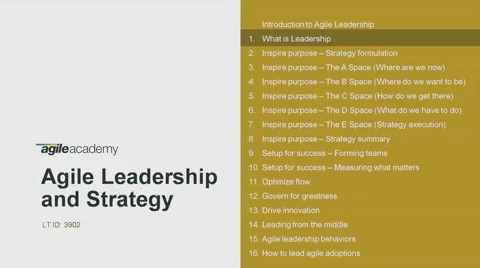 agileacademy
Agile Leadership
and Strategy
LT ID 3902
Introduction to Agile Leadership
1. What is Leadership
2. Inspire purpose – Strategy formulation
3. Inspire purpose – The A Space (Where are we now)
4. Inspire purpose – The B Space (Where do we want to be)
5. Inspire purpose – The C Space (How do we get there)
6. Inspire purpose – The D Space (What do we have to do)
7. Inspire purpose – The E Space (Strategy execution)
8. Inspire purpose – Strategy summary
9. Setup for success – Forming teams
10. Setup for success – Measuring what matters
11 Optimize flow
12. Govern for greatness
13. Drive innovation
14. Leading from the middle
15. Agile leadership behaviors
16. How to lead agile adoptions